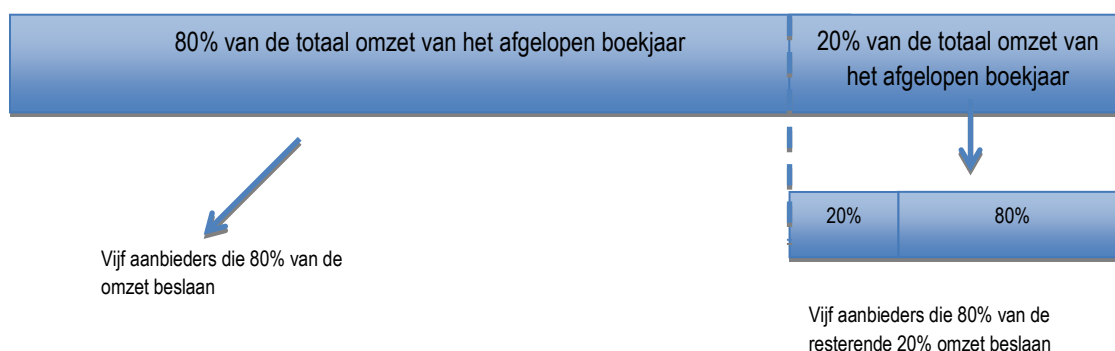 80% van de totaal omzet van het afgelopen boekjaar
20% van de totaal omzet van
het afgelopen boekjaar
20%
80%
Vijf aanbieders die 80% van de
omzet beslaan
Vijf aanbieders die 80% van de
resterende 20% omzet beslaan